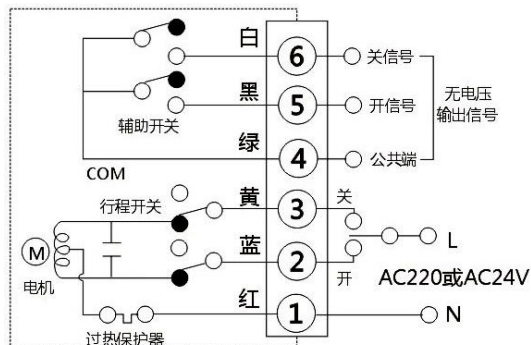 白
6
关信号
黑
5
开信号
无电压
输出信号
辅助开关
绿
4
公共端
COM
行程开关
黄
3
关
L
M
电机
蓝
2
开
AC220或AC24V
红
1
N
过热保护器